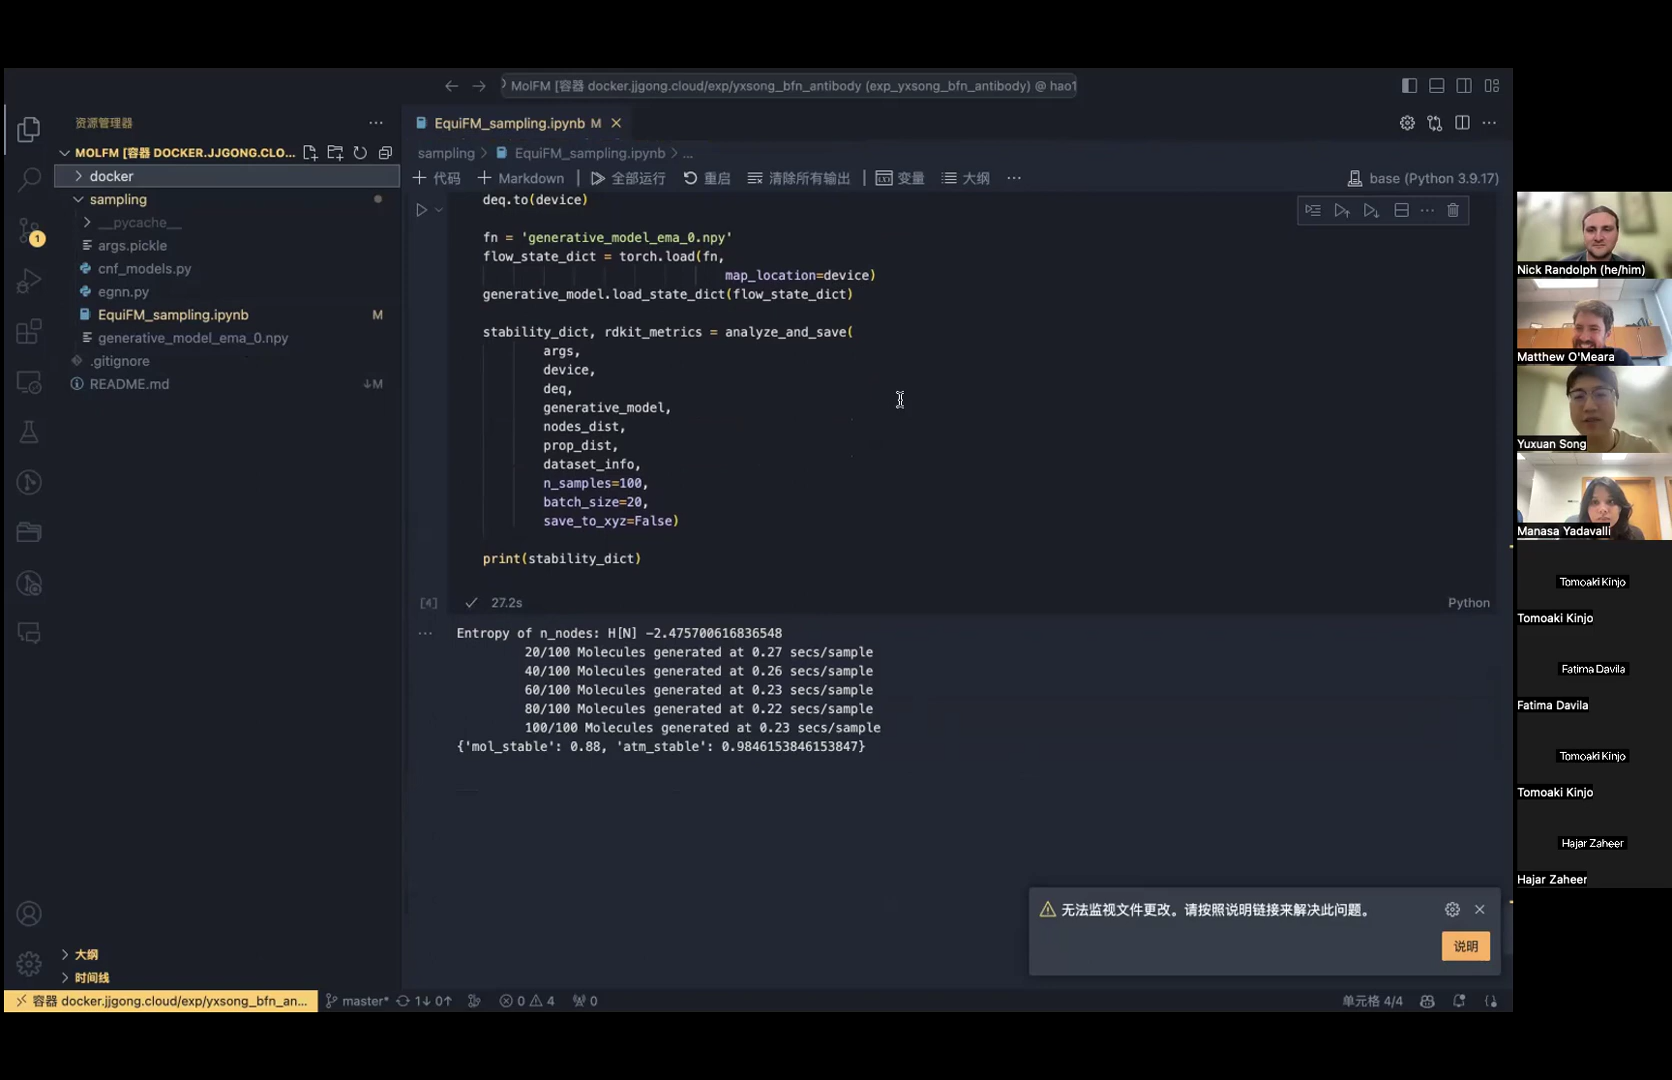 MolFM [容器 docker.jjgong.cloud/exp/yxsong_bfn_antibody (exp_yxsong_bfn_antibody) @ hao1
资源管理器
MOLFM [容器 DOCKER.JJGONG.CLO...
docker
sampling
__pycache__
args.pickle
cnf_models.py
egnn.py
EquiFM_sampling.ipynb M
generative_model_ema_0.npy
.gitignore
README.md ↓M
1
大纲
时间线
EquiFM_sampling.ipynb M
sampling > EquiFM_sampling.ipynb > ...
代码 Markdown 全部运行 重启 清除所有输出 变量 大纲 ...
base (Python 3.9.17)
deq.to(device)
fn = 'generative_model_ema_0.npy'
flow_state_dict = torch.load(fn,
map_location=device)
generative_model.load_state_dict(flow_state_dict)
stability_dict, rdkit_metrics = analyze_and_save(
args,
device,
deq,
generative_model,
nodes_dist,
prop_dist,
dataset_info,
n_samples=100,
batch_size=20,
save_to_xyz=False)
print(stability_dict)
[4] 27.2s Python
Entropy of n_nodes: H[N] -2.475700616836548
20/100 Molecules generated at 0.27 secs/sample
40/100 Molecules generated at 0.26 secs/sample
60/100 Molecules generated at 0.23 secs/sample
80/100 Molecules generated at 0.22 secs/sample
100/100 Molecules generated at 0.23 secs/sample
{'mol_stable': 0.88, 'atm_stable': 0.9846153846153847}
无法监视文件更改。请按照说明链接来解决此问题。
说明
容器 docker.jjgong.cloud/exp/yxsong_bfn_an... master* 1↓ 0↑ 0 4 0 单元格 4/4
Nick Randolph (he/him)
Matthew O'Meara
Yuxuan Song
Manasa Yadavalli
Tomoaki Kinjo
Tomoaki Kinjo
Fatima Davila
Fatima Davila
Tomoaki Kinjo
Tomoaki Kinjo
Hajar Zaheer
Hajar Zaheer